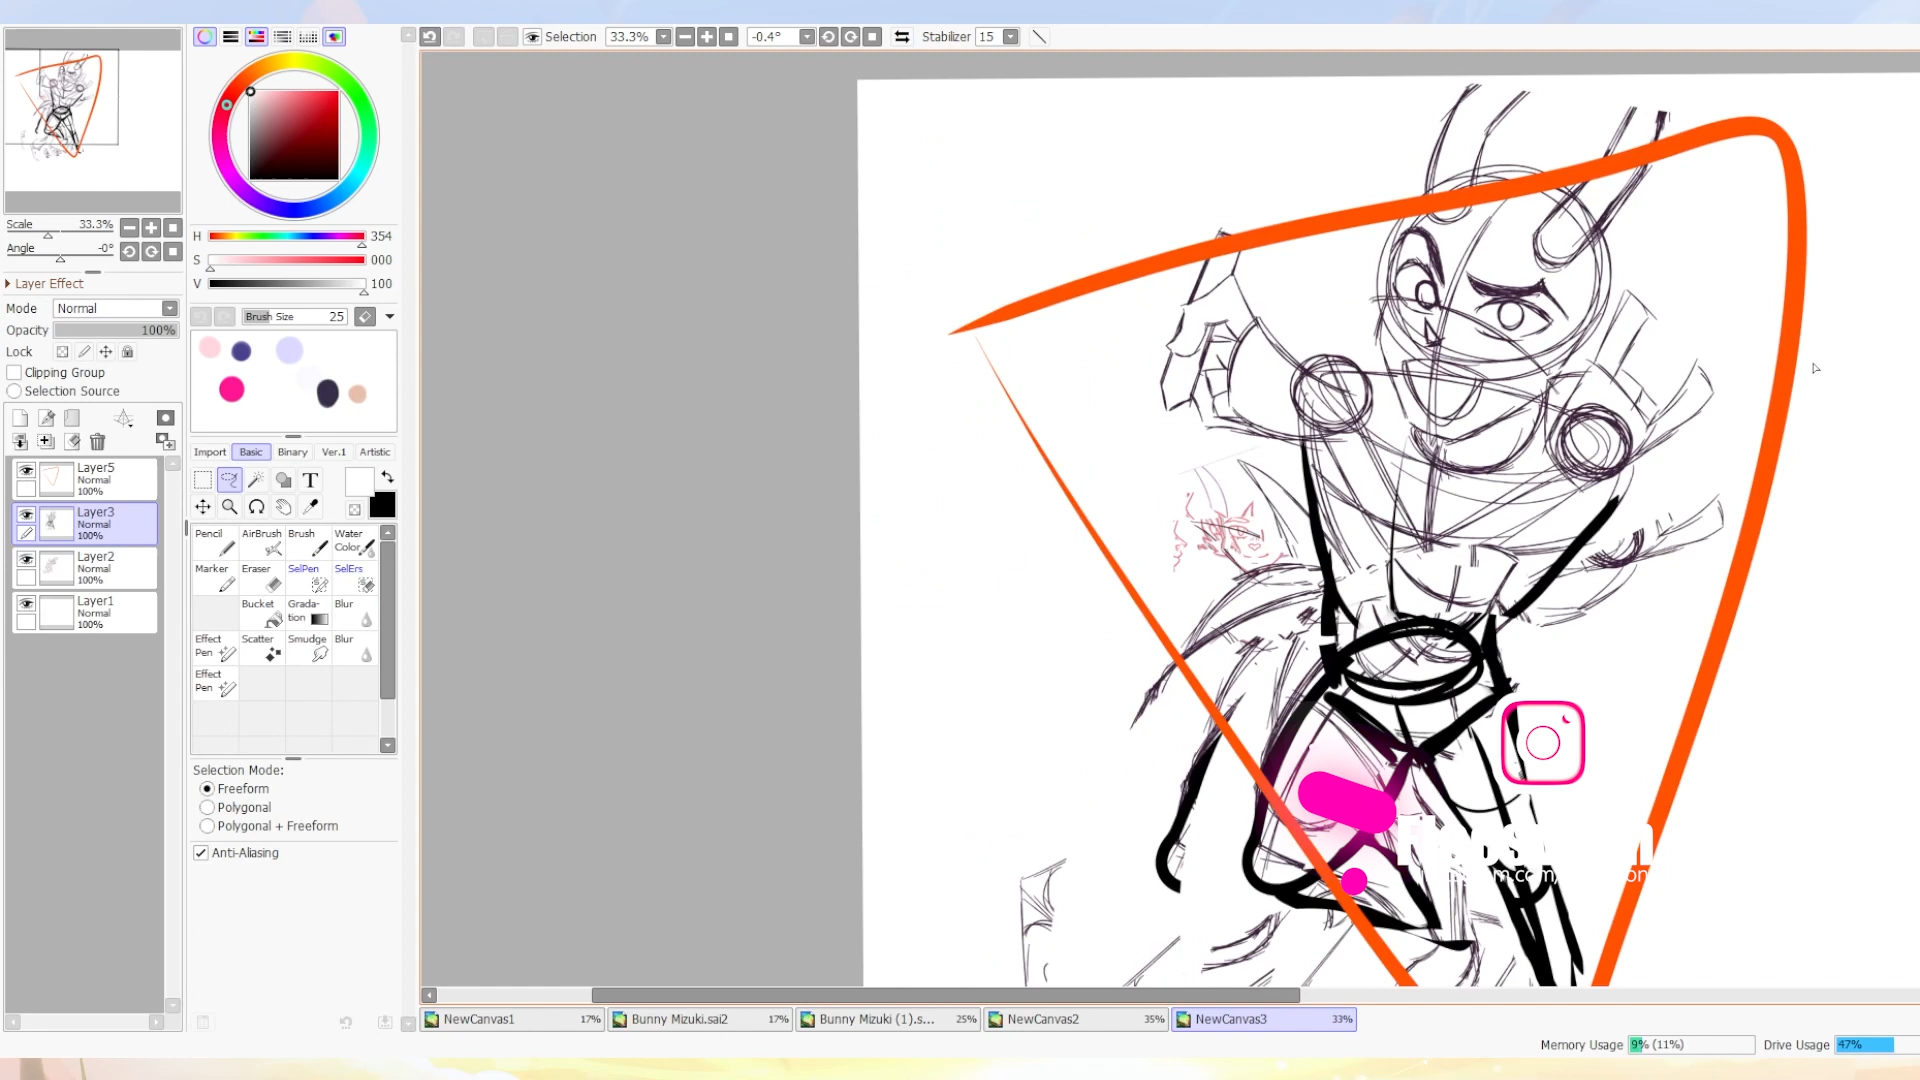 Selection 33.3% -0.4° Stabilizer 15
Scale 33.3%
Angle -0°
Layer Effect
Mode Normal
Opacity 100%
Lock
Clipping Group
Selection Source
Layer5
Normal
100%
Layer3
Normal
100%
Layer2
Normal
100%
Layer1
Normal
100%
H 354
S 000
V 100
Brush Size 25
Import Basic Binary Ver.1 Artistic
T
Pencil AirBrush Brush Water Color
Marker Eraser SelPen SelErs
Bucket Grada-tion Blur
Effect Pen Scatter Smudge Blur
Effect Pen
Selection Mode:
Freeform
Polygonal
Polygonal + Freeform
Anti-Aliasing
NewCanvas1 17% Bunny Mizuki.sai2 17% Bunny Mizuki (1).s... 25% NewCanvas2 35% NewCanvas3 33%
Memory Usage 9% (11%) Drive Usage 47%